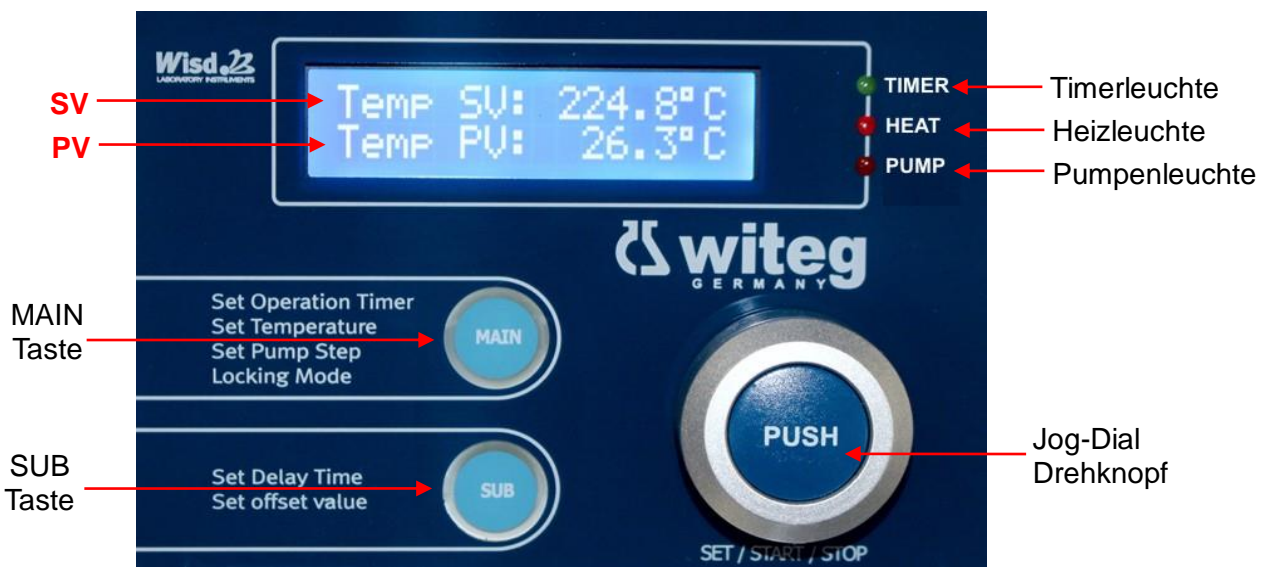 Wisd
LABORATORY INSTRUMENTS
SV
PV
Temp SV: 224.8°C
Temp PV: 26.3°C
TIMER
HEAT
PUMP
Timerleuchte
Heizleuchte
Pumpenleuchte
witeg
GERMANY
MAIN
Taste
Set Operation Timer
Set Temperature
Set Pump Step
Locking Mode
MAIN
SUB
Taste
Set Delay Time
Set offset value
SUB
PUSH
Jog-Dial
Drehknopf
SET / START / STOP